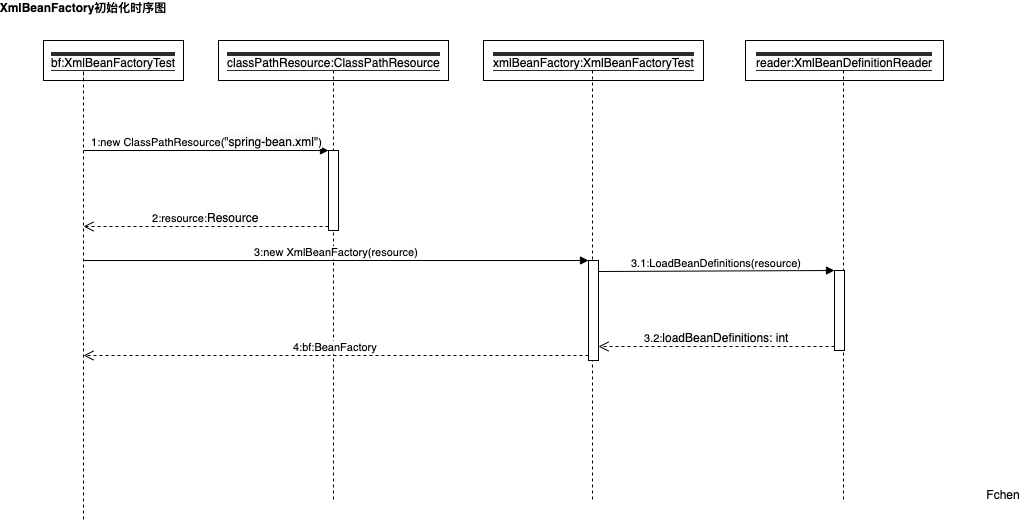 XmlBeanFactory初始化时序图
bf:XmlBeanFactoryTest
classPathResource:ClassPathResource
xmlBeanFactory:XmlBeanFactoryTest
reader:XmlBeanDefinitionReader
1:new ClassPathResource("spring-bean.xml")
2:resource:Resource
3:new XmlBeanFactory(resource)
3.1:LoadBeanDefinitions(resource)
3.2:loadBeanDefinitions: int
4:bf:BeanFactory
Fchen